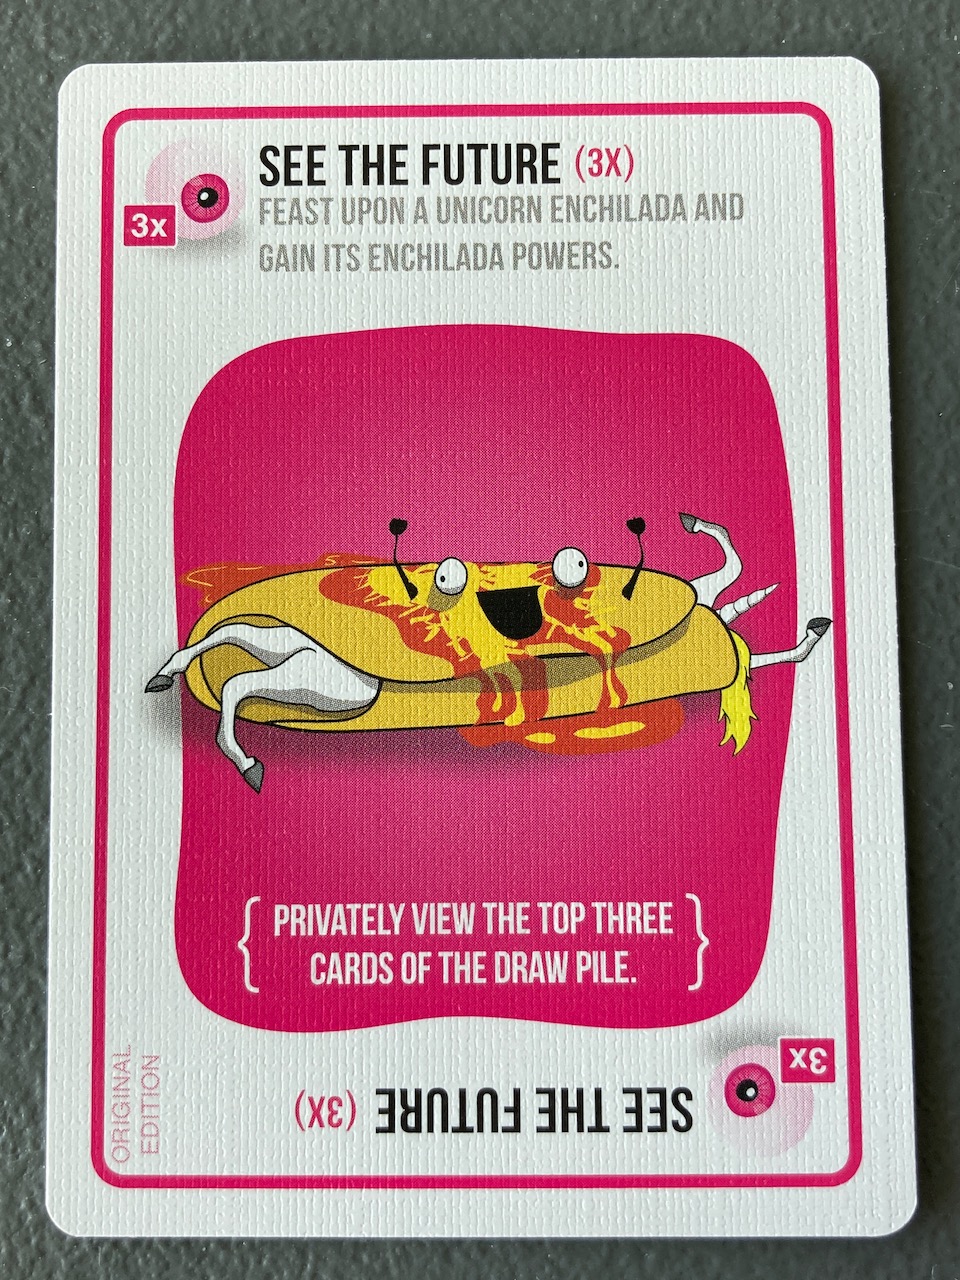 SEE THE FUTURE (3X)
3x
FEAST UPON A UNICORN ENCHILADA AND
GAIN ITS ENCHILADA POWERS.
{ PRIVATELY VIEW THE TOP THREE
CARDS OF THE DRAW PILE. }
ORIGINAL
EDITION
3x
SEE THE FUTURE (3X)